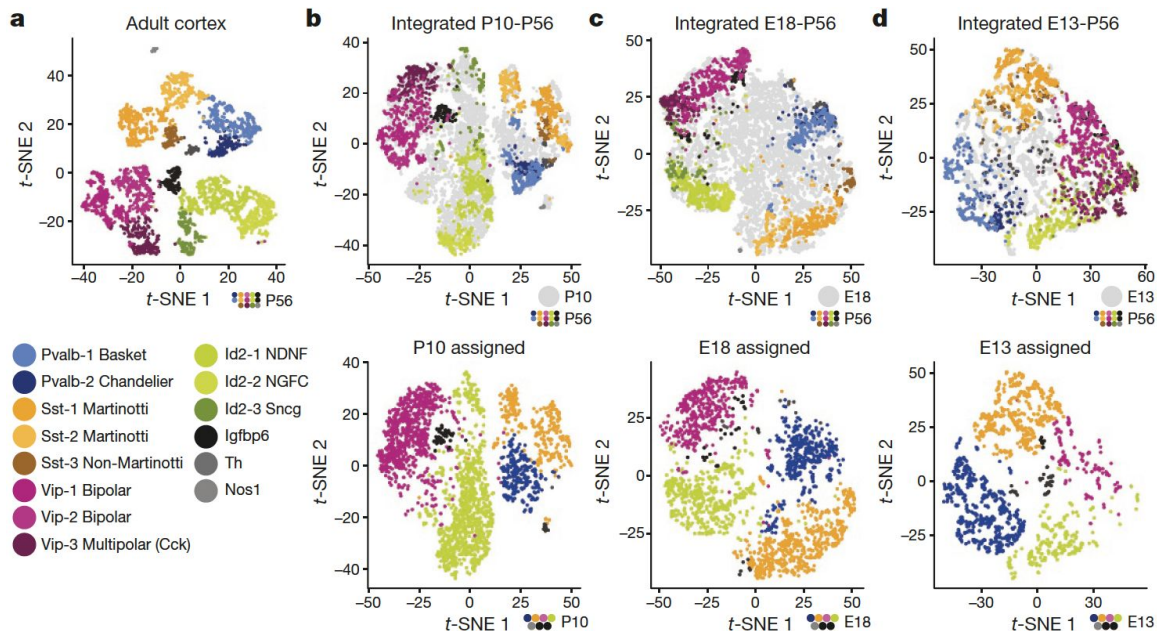 a
Adult cortex
t-SNE 2
40
20
0
−20
−40
−20
0
20
40
t-SNE 1
P56
b
Integrated P10-P56
t-SNE 2
40
20
0
−20
−40
−50
0
50
t-SNE 1
P10
P56
c
Integrated E18-P56
t-SNE 2
50
25
0
−25
−50
−25
0
25
50
t-SNE 1
E18
P56
d
Integrated E13-P56
t-SNE 2
50
25
0
−25
−30
0
30
60
t-SNE 1
E13
P56
Pvalb-1 Basket
Pvalb-2 Chandelier
Sst-1 Martinotti
Sst-2 Martinotti
Sst-3 Non-Martinotti
Vip-1 Bipolar
Vip-2 Bipolar
Vip-3 Multipolar (Cck)
Id2-1 NDNF
Id2-2 NGFC
Id2-3 Sncg
Igfbp6
Th
Nos1
P10 assigned
t-SNE 2
40
20
0
−20
−40
−50
−25
0
25
50
t-SNE 1
P10
E18 assigned
t-SNE 2
25
0
−25
−50
−25
0
25
50
t-SNE 1
E18
E13 assigned
t-SNE 2
50
25
0
−25
−30
0
30
t-SNE 1
E13